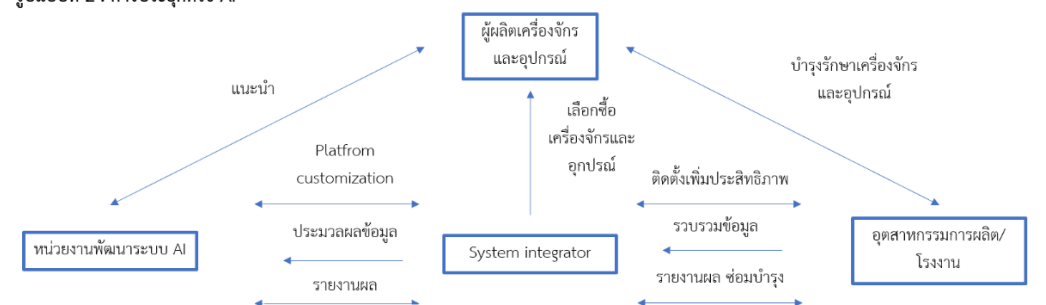 ผู้ผลิตเครื่องจักร
และอุปกรณ์
บำรุงรักษาเครื่องจักร
และอุปกรณ์
แนะนำ
เลือกซื้อ
เครื่องจักรและ
อุกปรณ์
Platfrom
customization
ติดตั้งเพิ่มประสิทธิภาพ
ประมวลผลข้อมูล
รวบรวมข้อมูล
หน่วยงานพัฒนาระบบ AI
System integrator
อุตสาหกรรมการผลิต/
โรงงาน
รายงานผล
รายงานผล ซ่อมบำรุง